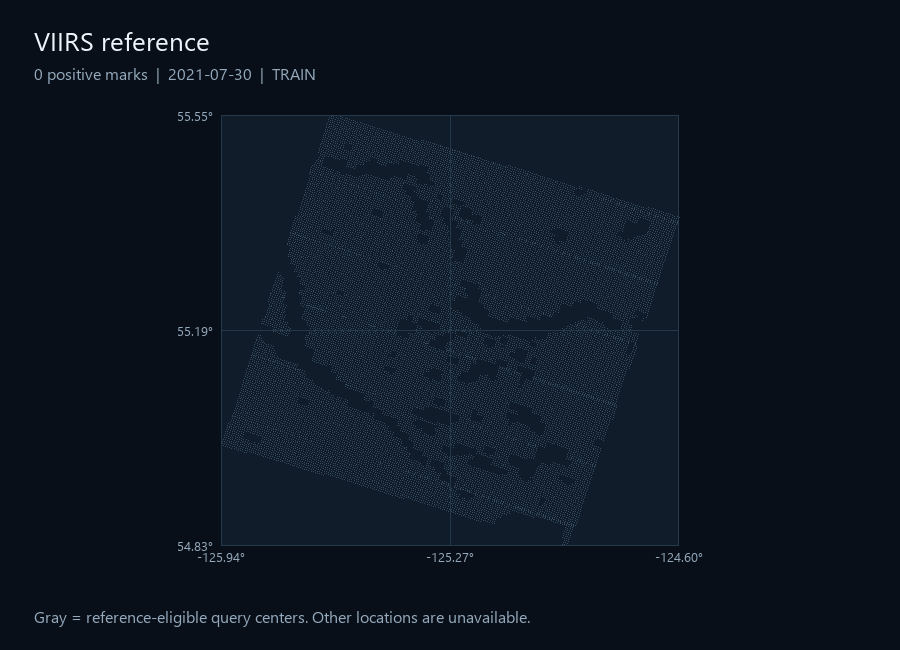 VIIRS reference
0 positive marks | 2021-07-30 | TRAIN
55.55°
55.19°
54.83°
-125.94°
-125.27°
-124.60°
Gray = reference-eligible query centers. Other locations are unavailable.